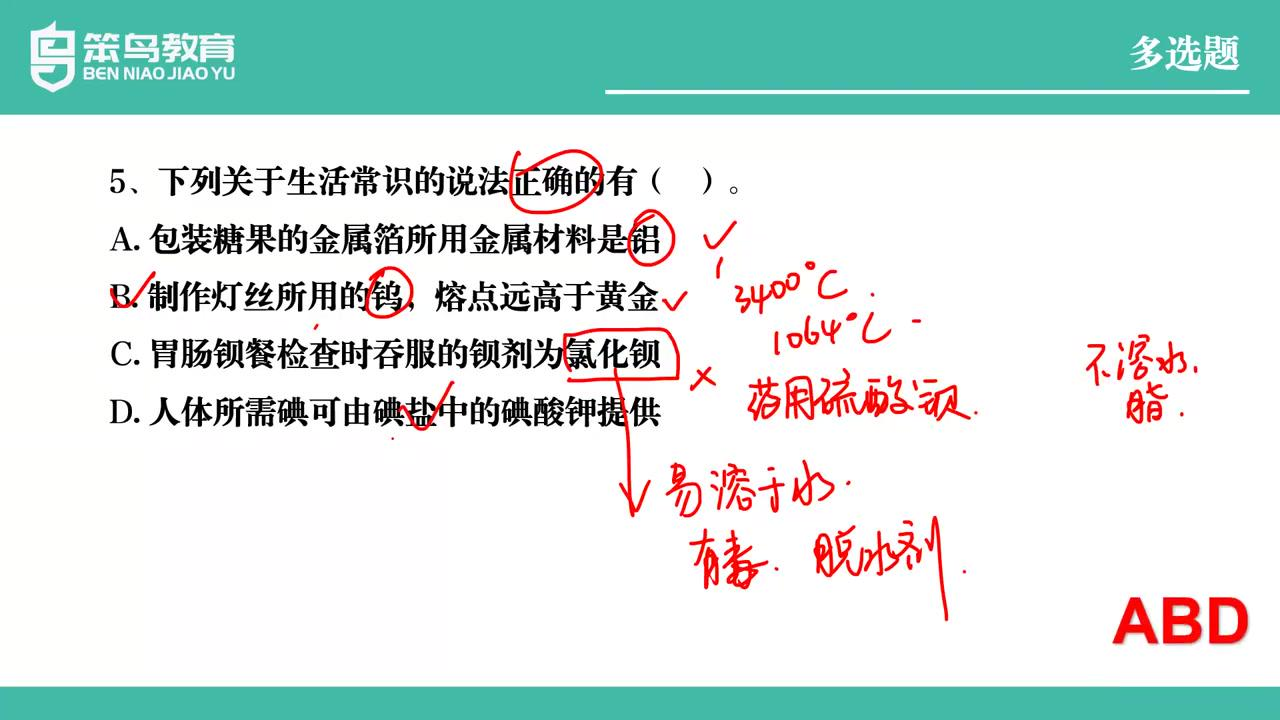 笨鸟教育
BEN NIAO JIAO YU
多选题
5、下列关于生活常识的说法正确的有（ ）。
A. 包装糖果的金属箔所用金属材料是铝
B. 制作灯丝所用的钨，熔点远高于黄金
3400°C
1064°C
C. 胃肠钡餐检查时吞服的钡剂为氯化钡
药用硫酸钡.
不溶水、
脂.
D. 人体所需碘可由碘盐中的碘酸钾提供
易溶于水.
有毒. 脱水剂.
ABD